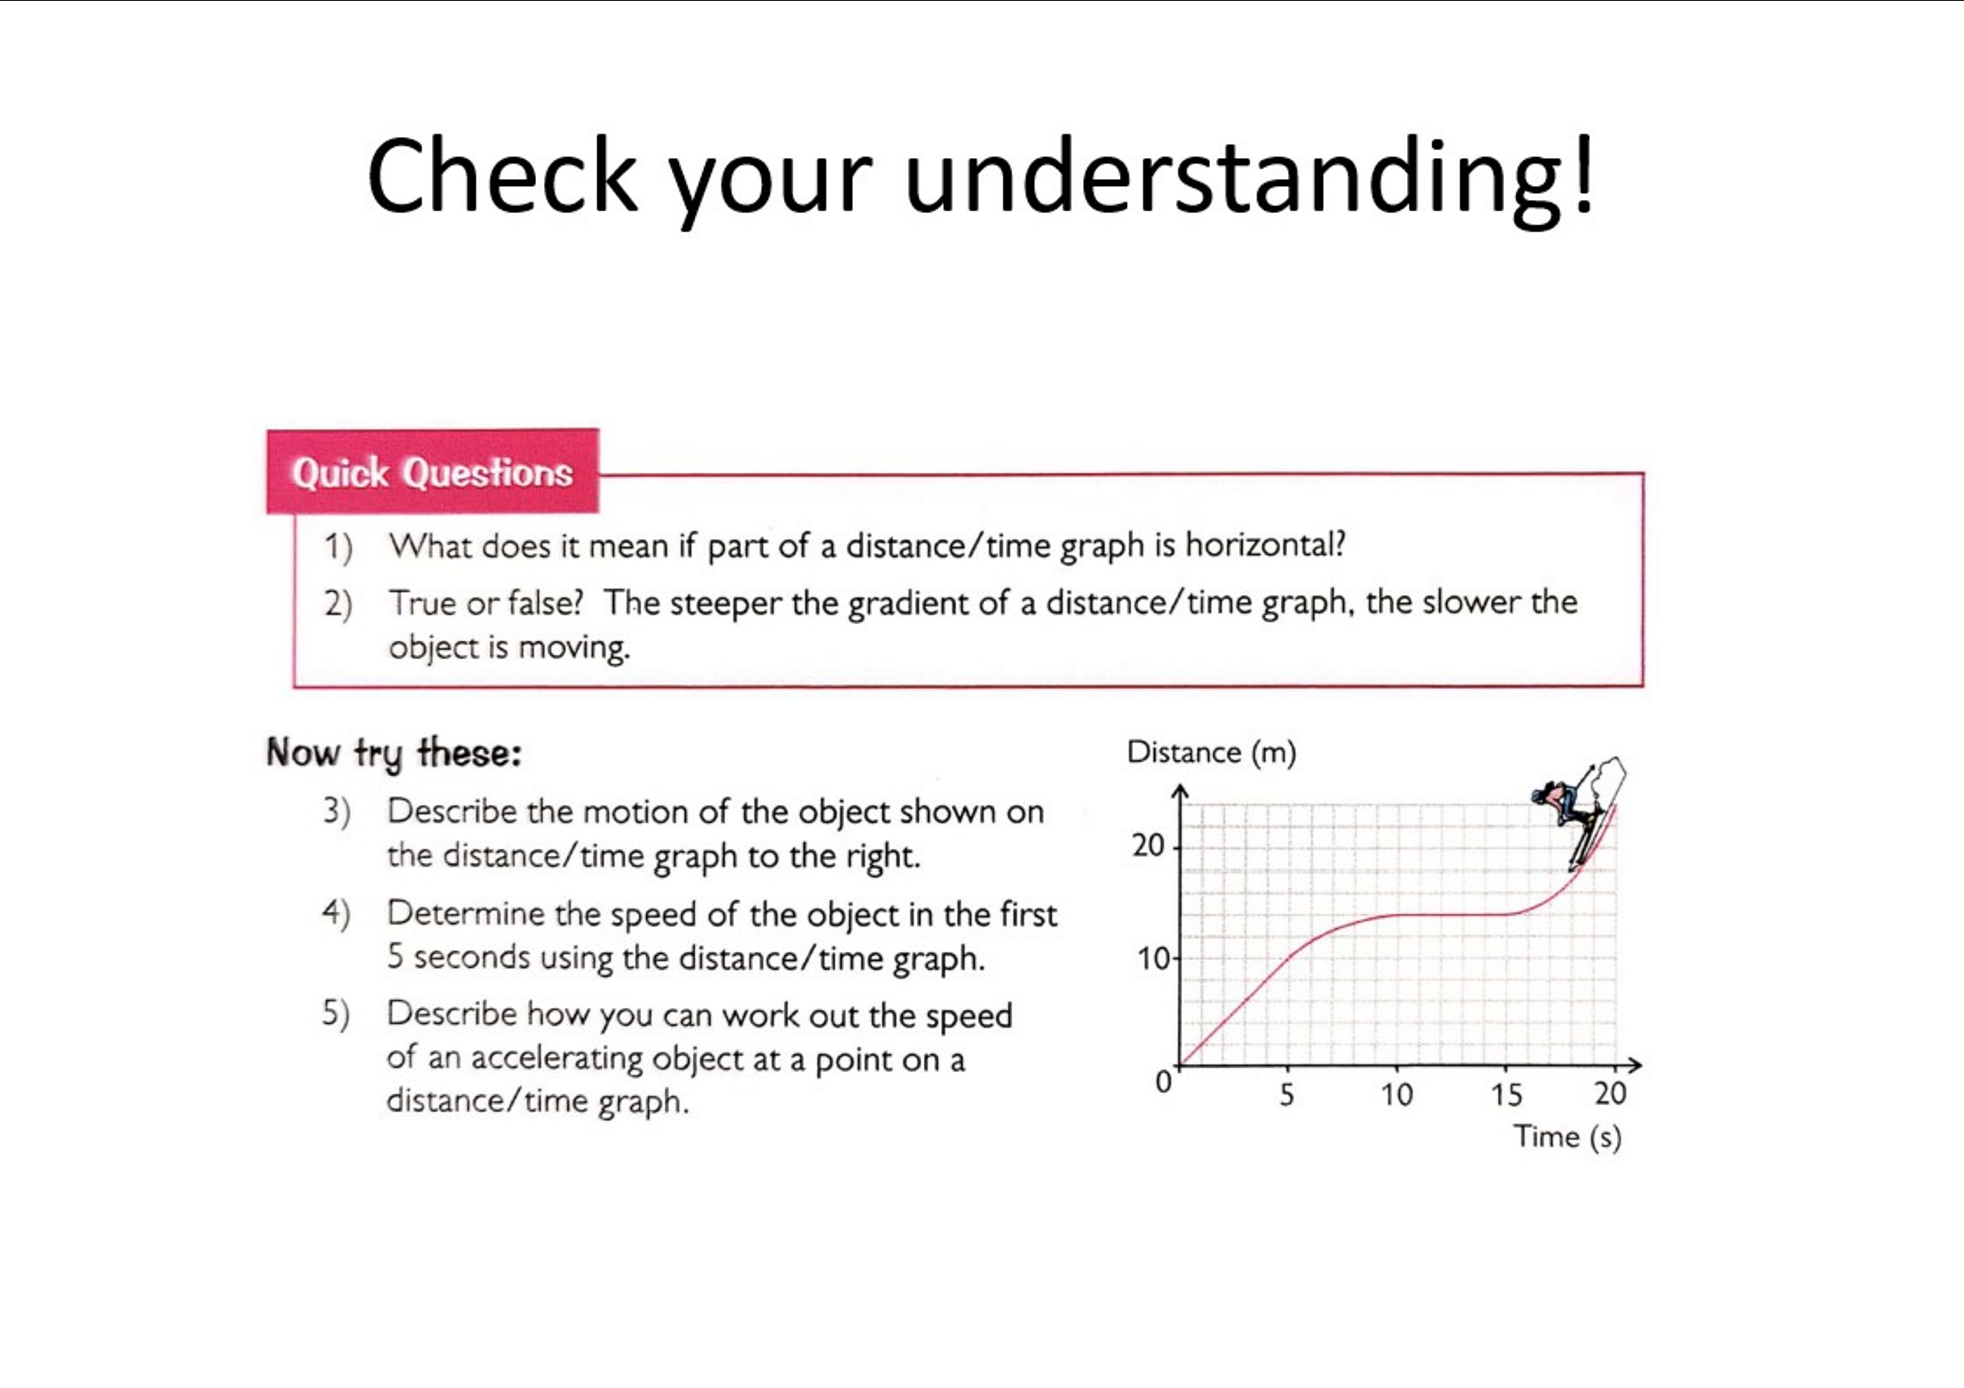 Check your understanding!
Quick Questions
1) What does it mean if part of a distance/time graph is horizontal?
2) True or false? The steeper the gradient of a distance/time graph, the slower the
object is moving.
Now try these:
3) Describe the motion of the object shown on
the distance/time graph to the right.
4) Determine the speed of the object in the first
5 seconds using the distance/time graph.
5) Describe how you can work out the speed
of an accelerating object at a point on a
distance/time graph.
Distance (m)
20
10
0
5 10 15 20
Time (s)